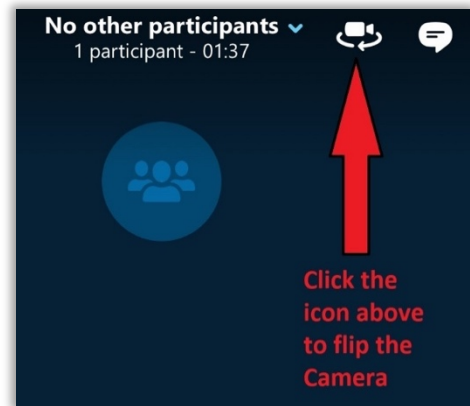 No other participants
1 participant - 01:37
Click the
icon above
to flip the
Camera